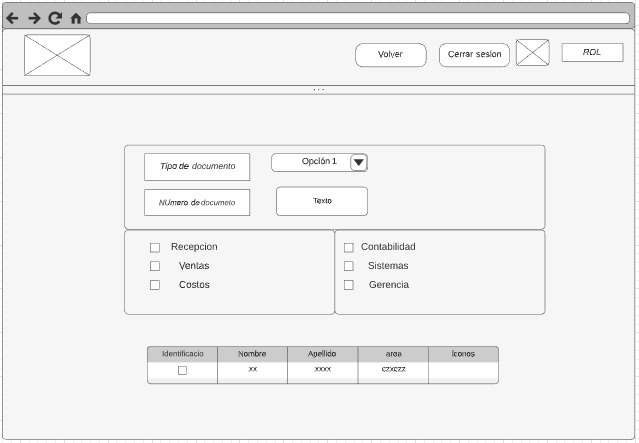 Volver
Cerrar sesion
ROL
...
Tipo de documento
Opción 1
NUmero de documeto
Texto
Recepcion
Contabilidad
Ventas
Sistemas
Costos
Gerencia
Identificacio Nombre Apellido area Iconos
xx xxxx czxczz